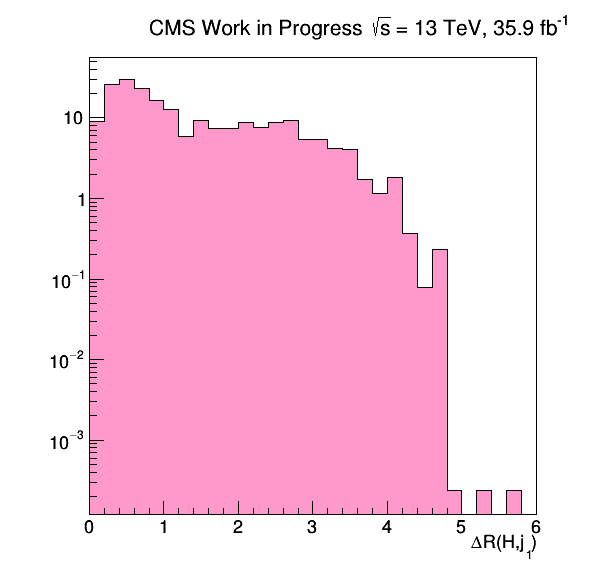 CMS Work in Progress √s = 13 TeV, 35.9 fb⁻¹
10
1
10⁻¹
10⁻²
10⁻³
0 1 2 3 4 5 6
ΔR(H,j₁)